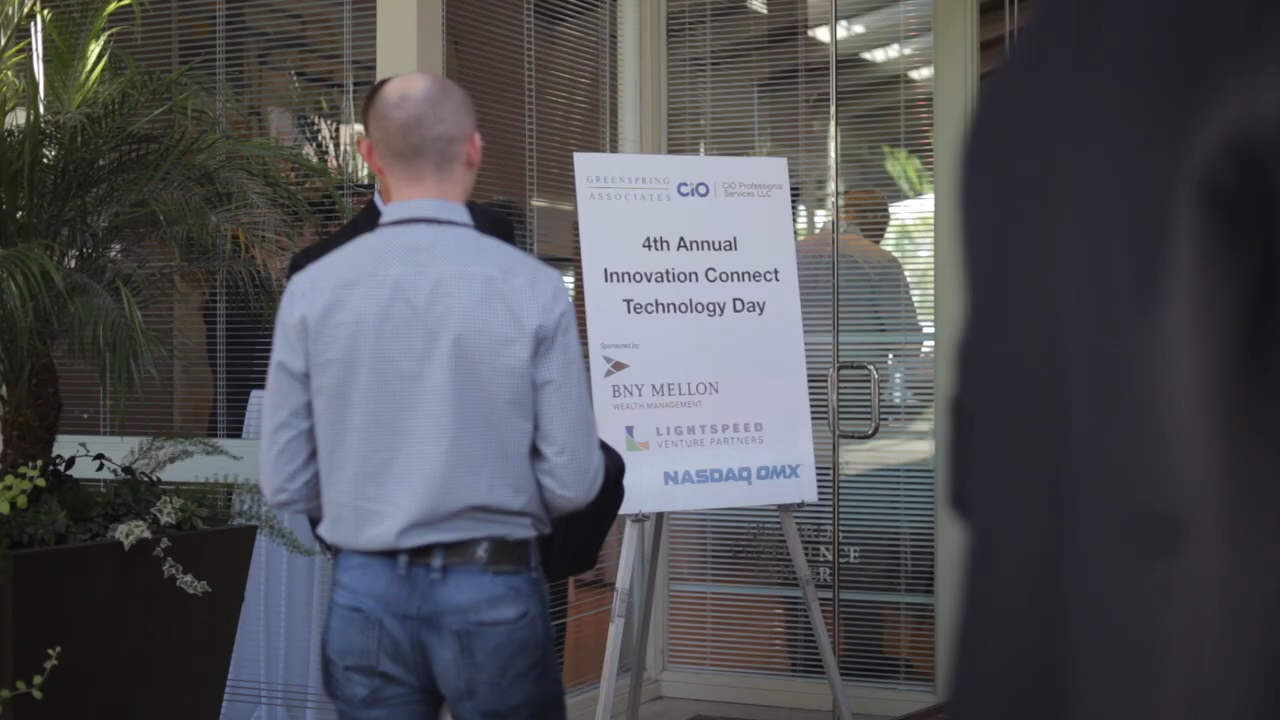 GREENSPRING
ASSOCIATES
CIO | CIO Professional
Services LLC
4th Annual
Innovation Connect
Technology Day
Sponsored by:
BNY MELLON
WEALTH MANAGEMENT
LIGHTSPEED
VENTURE PARTNERS
NASDAQ OMX